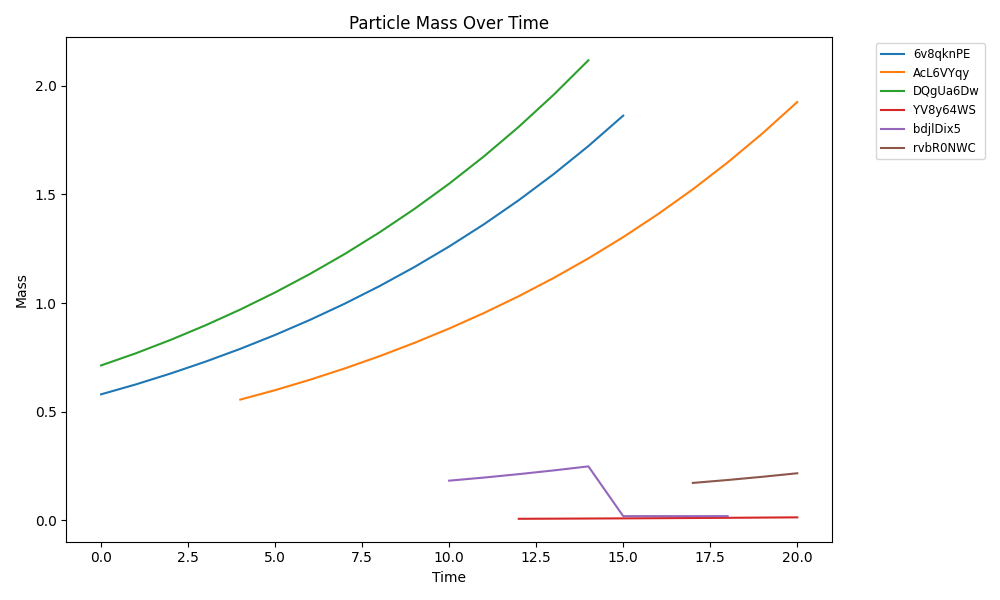 Particle Mass Over Time
Mass
2.0
1.5
1.0
0.5
0.0
0.0 2.5 5.0 7.5 10.0 12.5 15.0 17.5 20.0
Time
6v8qknPE
AcL6VYqy
DQgUa6Dw
YV8y64WS
bdjlDix5
rvbR0NWC